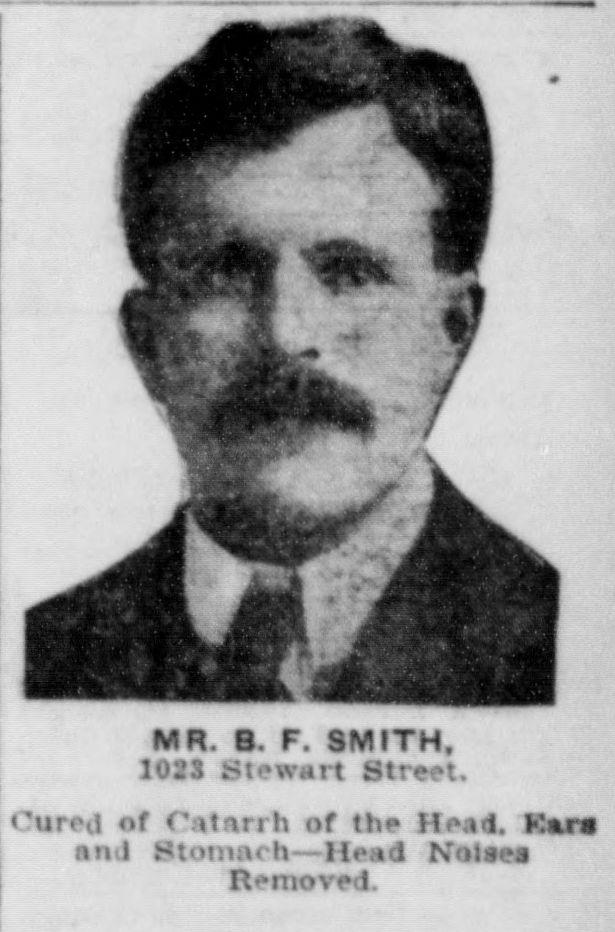 MR. B. F. SMITH,
1023 Stewart Street.
Cured of Catarrh of the Head, Ears
and Stomach—Head Noises
Removed.